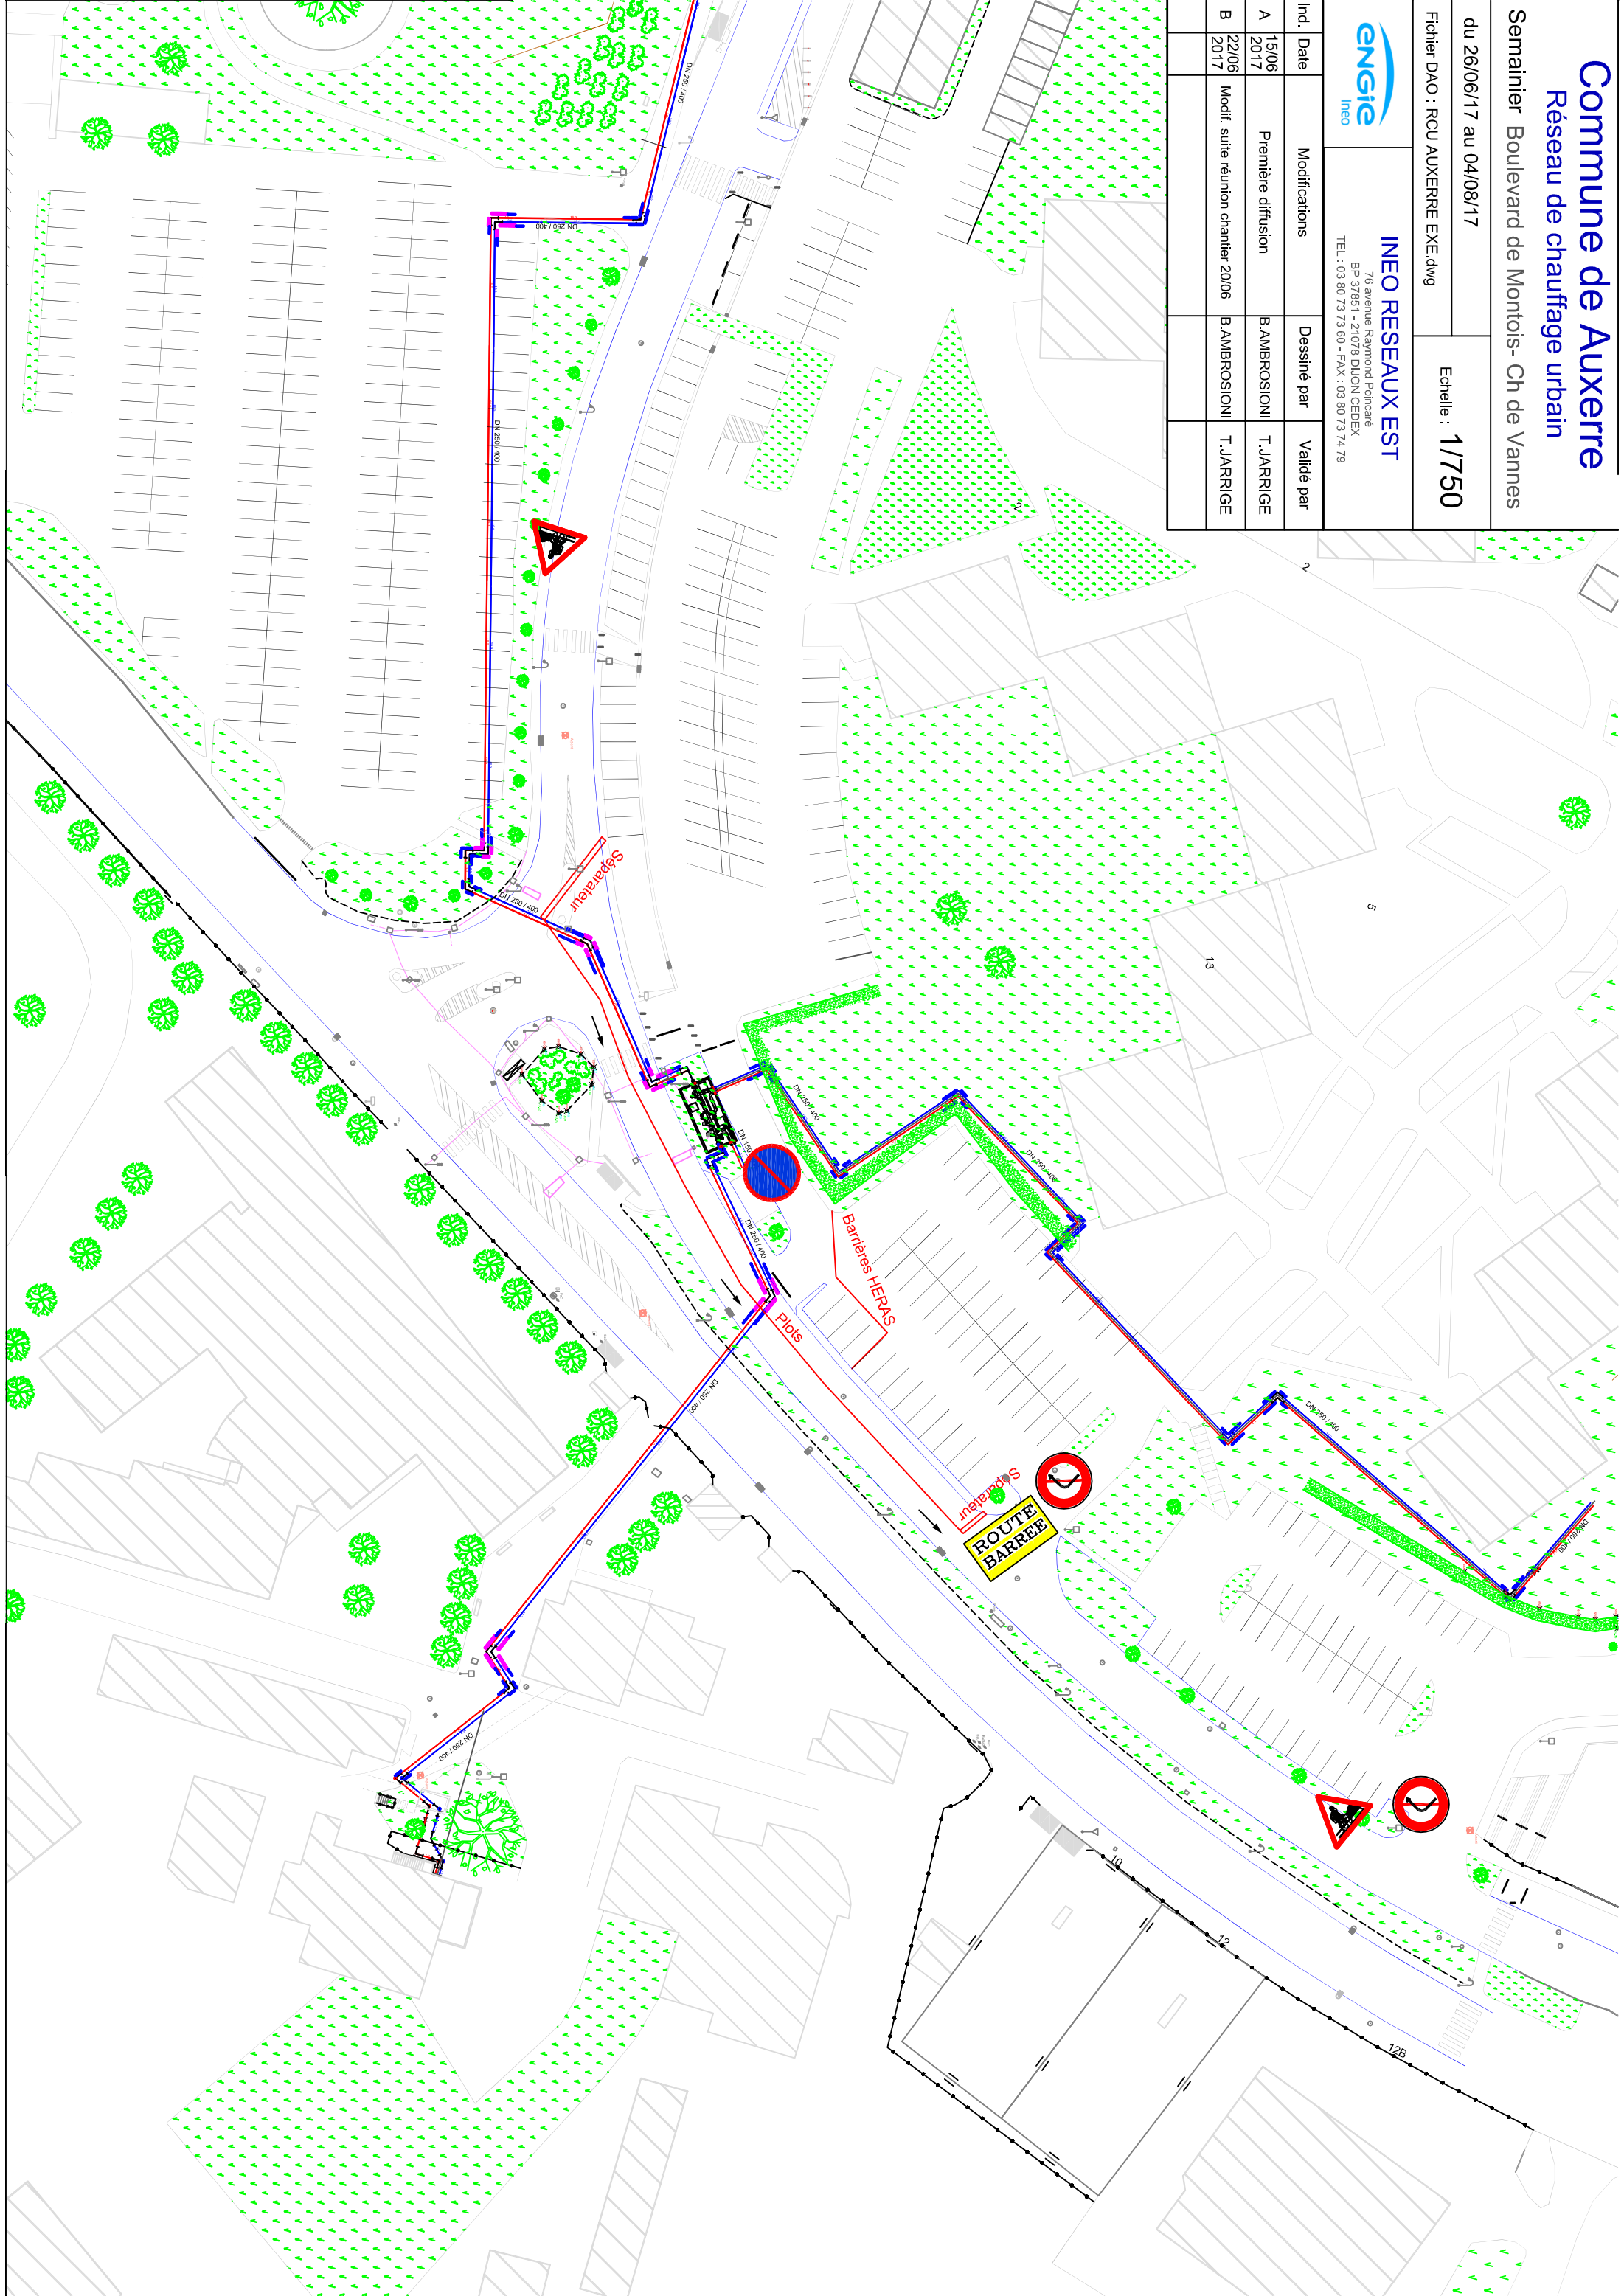 Commune de Auxerre
Réseau de chauffage urbain
Semainier Boulevard de Montois- Ch de Vannes
du 26/06/17 au 04/08/17
Echelle : 1/750
Fichier DAO : RCU AUXERRE EXE.dwg
ENGIE
Ineo
INEO RESEAUX EST
76 avenue Raymond Poincaré
BP 37851 - 21078 DIJON CEDEX
TEL : 03 80 73 73 60 - FAX : 03 80 73 74 79
Ind. Date Modifications Dessiné par Validé par
A 15/06 2017 Première diffusion B.AMBROSIONI T.JARRIGE
B 22/06 2017 Modif. suite réunion chantier 20/06 B.AMBROSIONI T.JARRIGE
DN 250 / 400
DN 250 / 400
DN 250 / 400
DN 250 / 400
Séparateur
DN 250 / 400
DN 150
DN 250 / 400
DN 250 / 400
Barrières HERAS
Plots
DN 250 / 400
Séparateur
ROUTE
BARREE
DN 250 / 400
DN 250 / 400
DN 250 / 400
2
2
5
13
10
12
12B